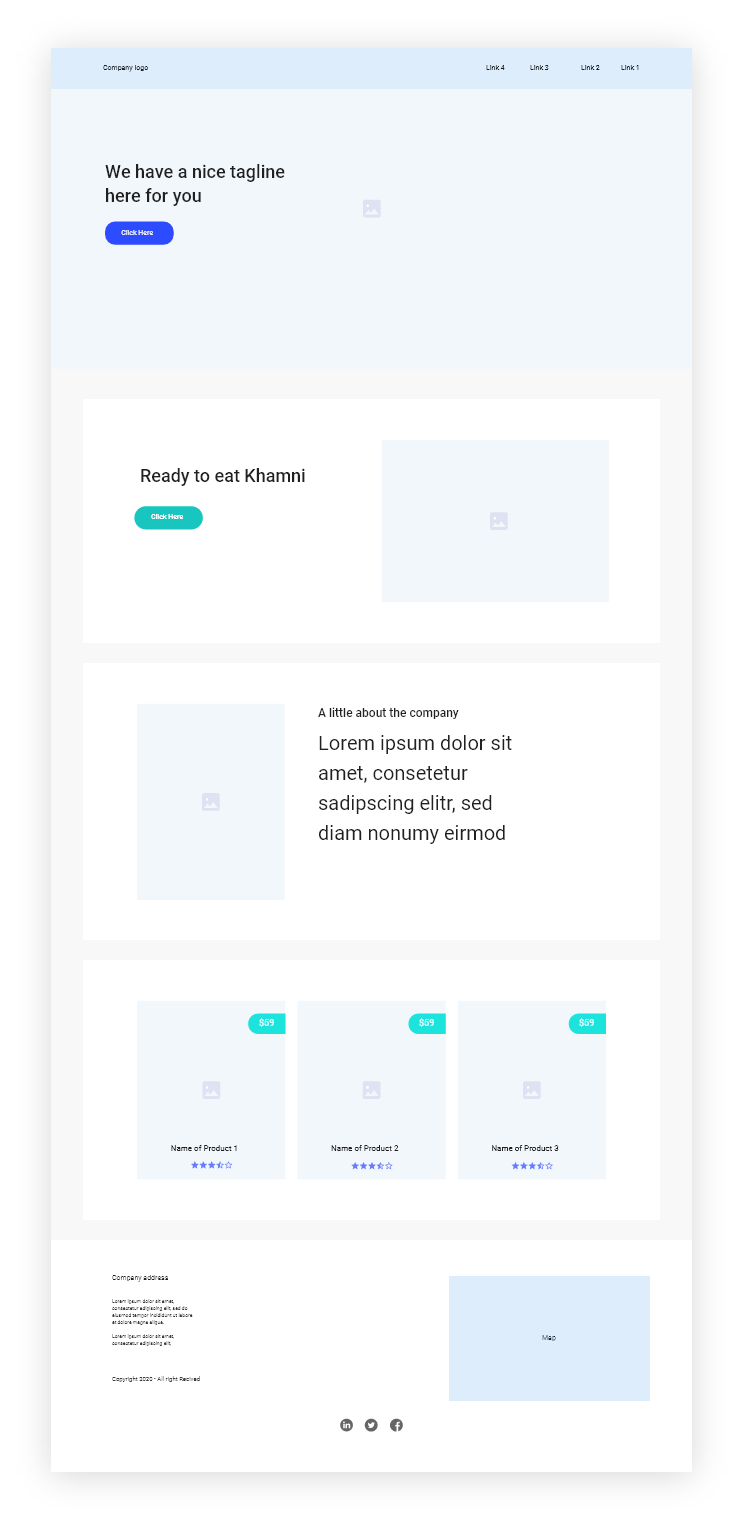 Company logo
Link 4
Link 3
Link 2
Link 1
We have a nice tagline
here for you
Click Here
Ready to eat Khamni
Click Here
A little about the company
Lorem ipsum dolor sit
amet, consetetur
sadipscing elitr, sed
diam nonumy eirmod
$59
$59
$59
Name of Product 1
Name of Product 2
Name of Product 3
Company address
Lorem ipsum dolor sit amet,
consectetur adipiscing elit, sed do
eiusmod tempor incididunt ut labore
et dolore magna aliqua.
Lorem ipsum dolor sit amet,
consectetur adipiscing elit,
Map
Copyright 2020 - All right Recived